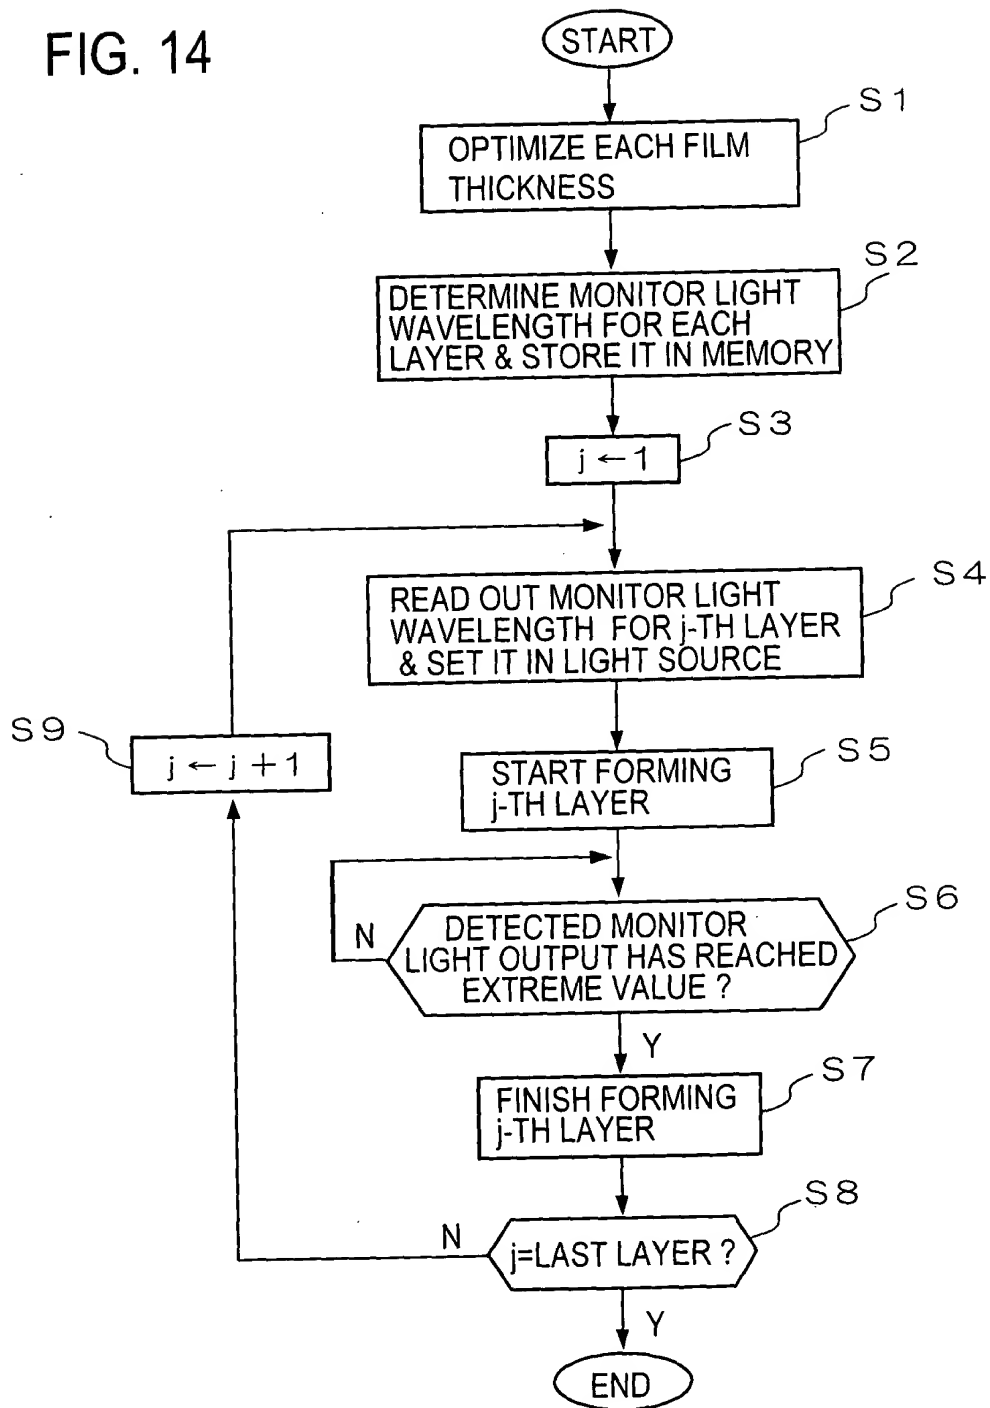 FIG. 14
START
S1
OPTIMIZE EACH FILM
THICKNESS
S2
DETERMINE MONITOR LIGHT
WAVELENGTH FOR EACH
LAYER & STORE IT IN MEMORY
S3
j ← 1
S4
READ OUT MONITOR LIGHT
WAVELENGTH FOR j-TH LAYER
& SET IT IN LIGHT SOURCE
S9
j ← j + 1
S5
START FORMING
j-TH LAYER
S6
N
DETECTED MONITOR
LIGHT OUTPUT HAS REACHED
EXTREME VALUE ?
Y
S7
FINISH FORMING
j-TH LAYER
S8
N
j=LAST LAYER ?
Y
END